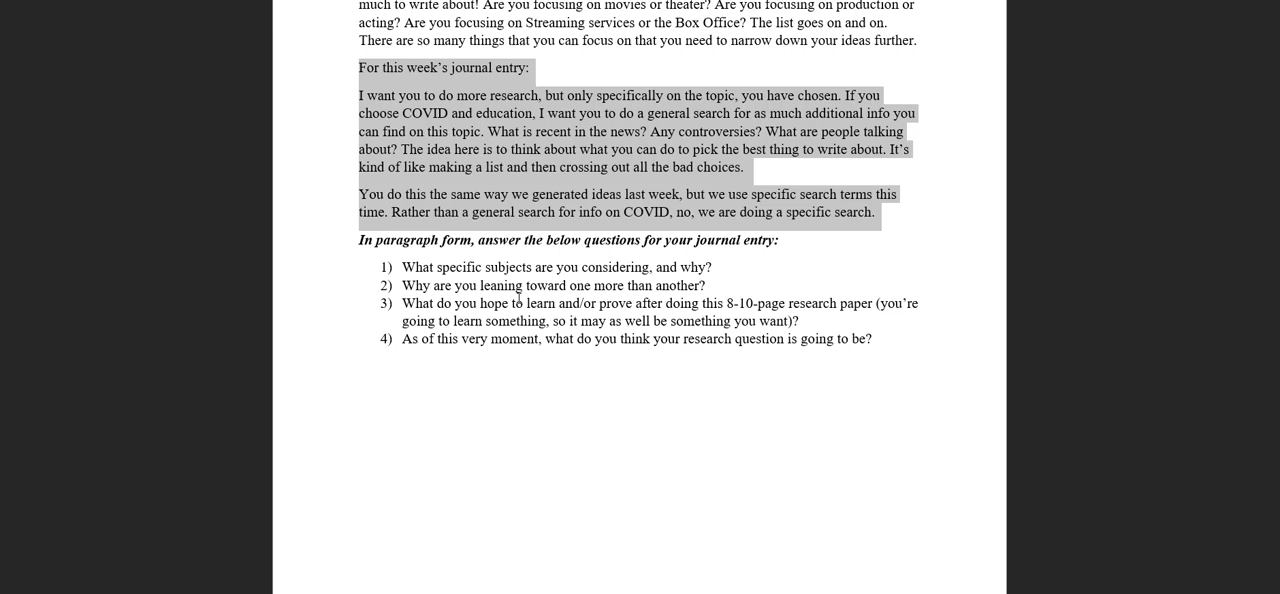 much to write about! Are you focusing on movies or theater? Are you focusing on production or
acting? Are you focusing on Streaming services or the Box Office? The list goes on and on.
There are so many things that you can focus on that you need to narrow down your ideas further.
For this week’s journal entry:
I want you to do more research, but only specifically on the topic, you have chosen. If you
choose COVID and education, I want you to do a general search for as much additional info you
can find on this topic. What is recent in the news? Any controversies? What are people talking
about? The idea here is to think about what you can do to pick the best thing to write about. It’s
kind of like making a list and then crossing out all the bad choices.
You do this the same way we generated ideas last week, but we use specific search terms this
time. Rather than a general search for info on COVID, no, we are doing a specific search.
In paragraph form, answer the below questions for your journal entry:
1) What specific subjects are you considering, and why?
2) Why are you leaning toward one more than another?
3) What do you hope to learn and/or prove after doing this 8-10-page research paper (you’re
going to learn something, so it may as well be something you want)?
4) As of this very moment, what do you think your research question is going to be?